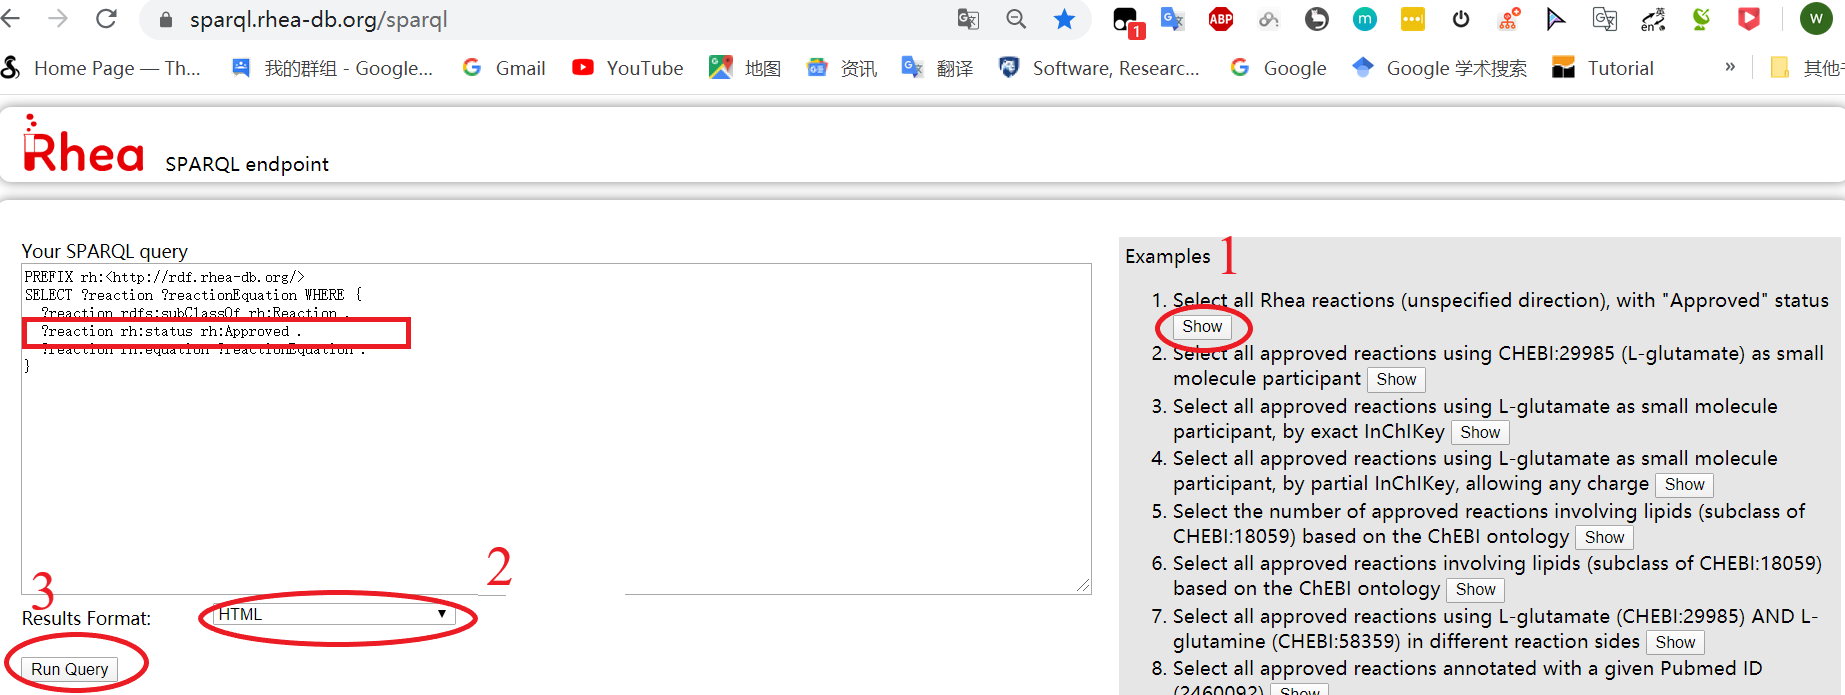 sparql.rhea-db.org/sparql
1
ABP
m
en
英
W
Home Page — Th...
我的群组 - Google...
Gmail
YouTube
地图
资讯
翻译
Software, Researc...
Google
Google 学术搜索
Tutorial
»
Rhea
SPARQL endpoint
Your SPARQL query
PREFIX rh:<http://rdf.rhea-db.org/>
SELECT ?reaction ?reactionEquation WHERE {
?reaction rdfs:subClassOf rh:Reaction .
?reaction rh:status rh:Approved .
?reaction rh:equation ?reactionEquation .
}
2
3
Results Format:
HTML
Run Query
Examples
1
1. Select all Rhea reactions (unspecified direction), with "Approved" status
Show
2. Select all approved reactions using CHEBI:29985 (L-glutamate) as small
molecule participant Show
3. Select all approved reactions using L-glutamate as small molecule
participant, by exact InChIKey Show
4. Select all approved reactions using L-glutamate as small molecule
participant, by partial InChIKey, allowing any charge Show
5. Select the number of approved reactions involving lipids (subclass of
CHEBI:18059) based on the ChEBI ontology Show
6. Select all approved reactions involving lipids (subclass of CHEBI:18059)
based on the ChEBI ontology Show
7. Select all approved reactions using L-glutamate (CHEBI:29985) AND L-
glutamine (CHEBI:58359) in different reaction sides Show
8. Select all approved reactions annotated with a given Pubmed ID
(2460092) Show